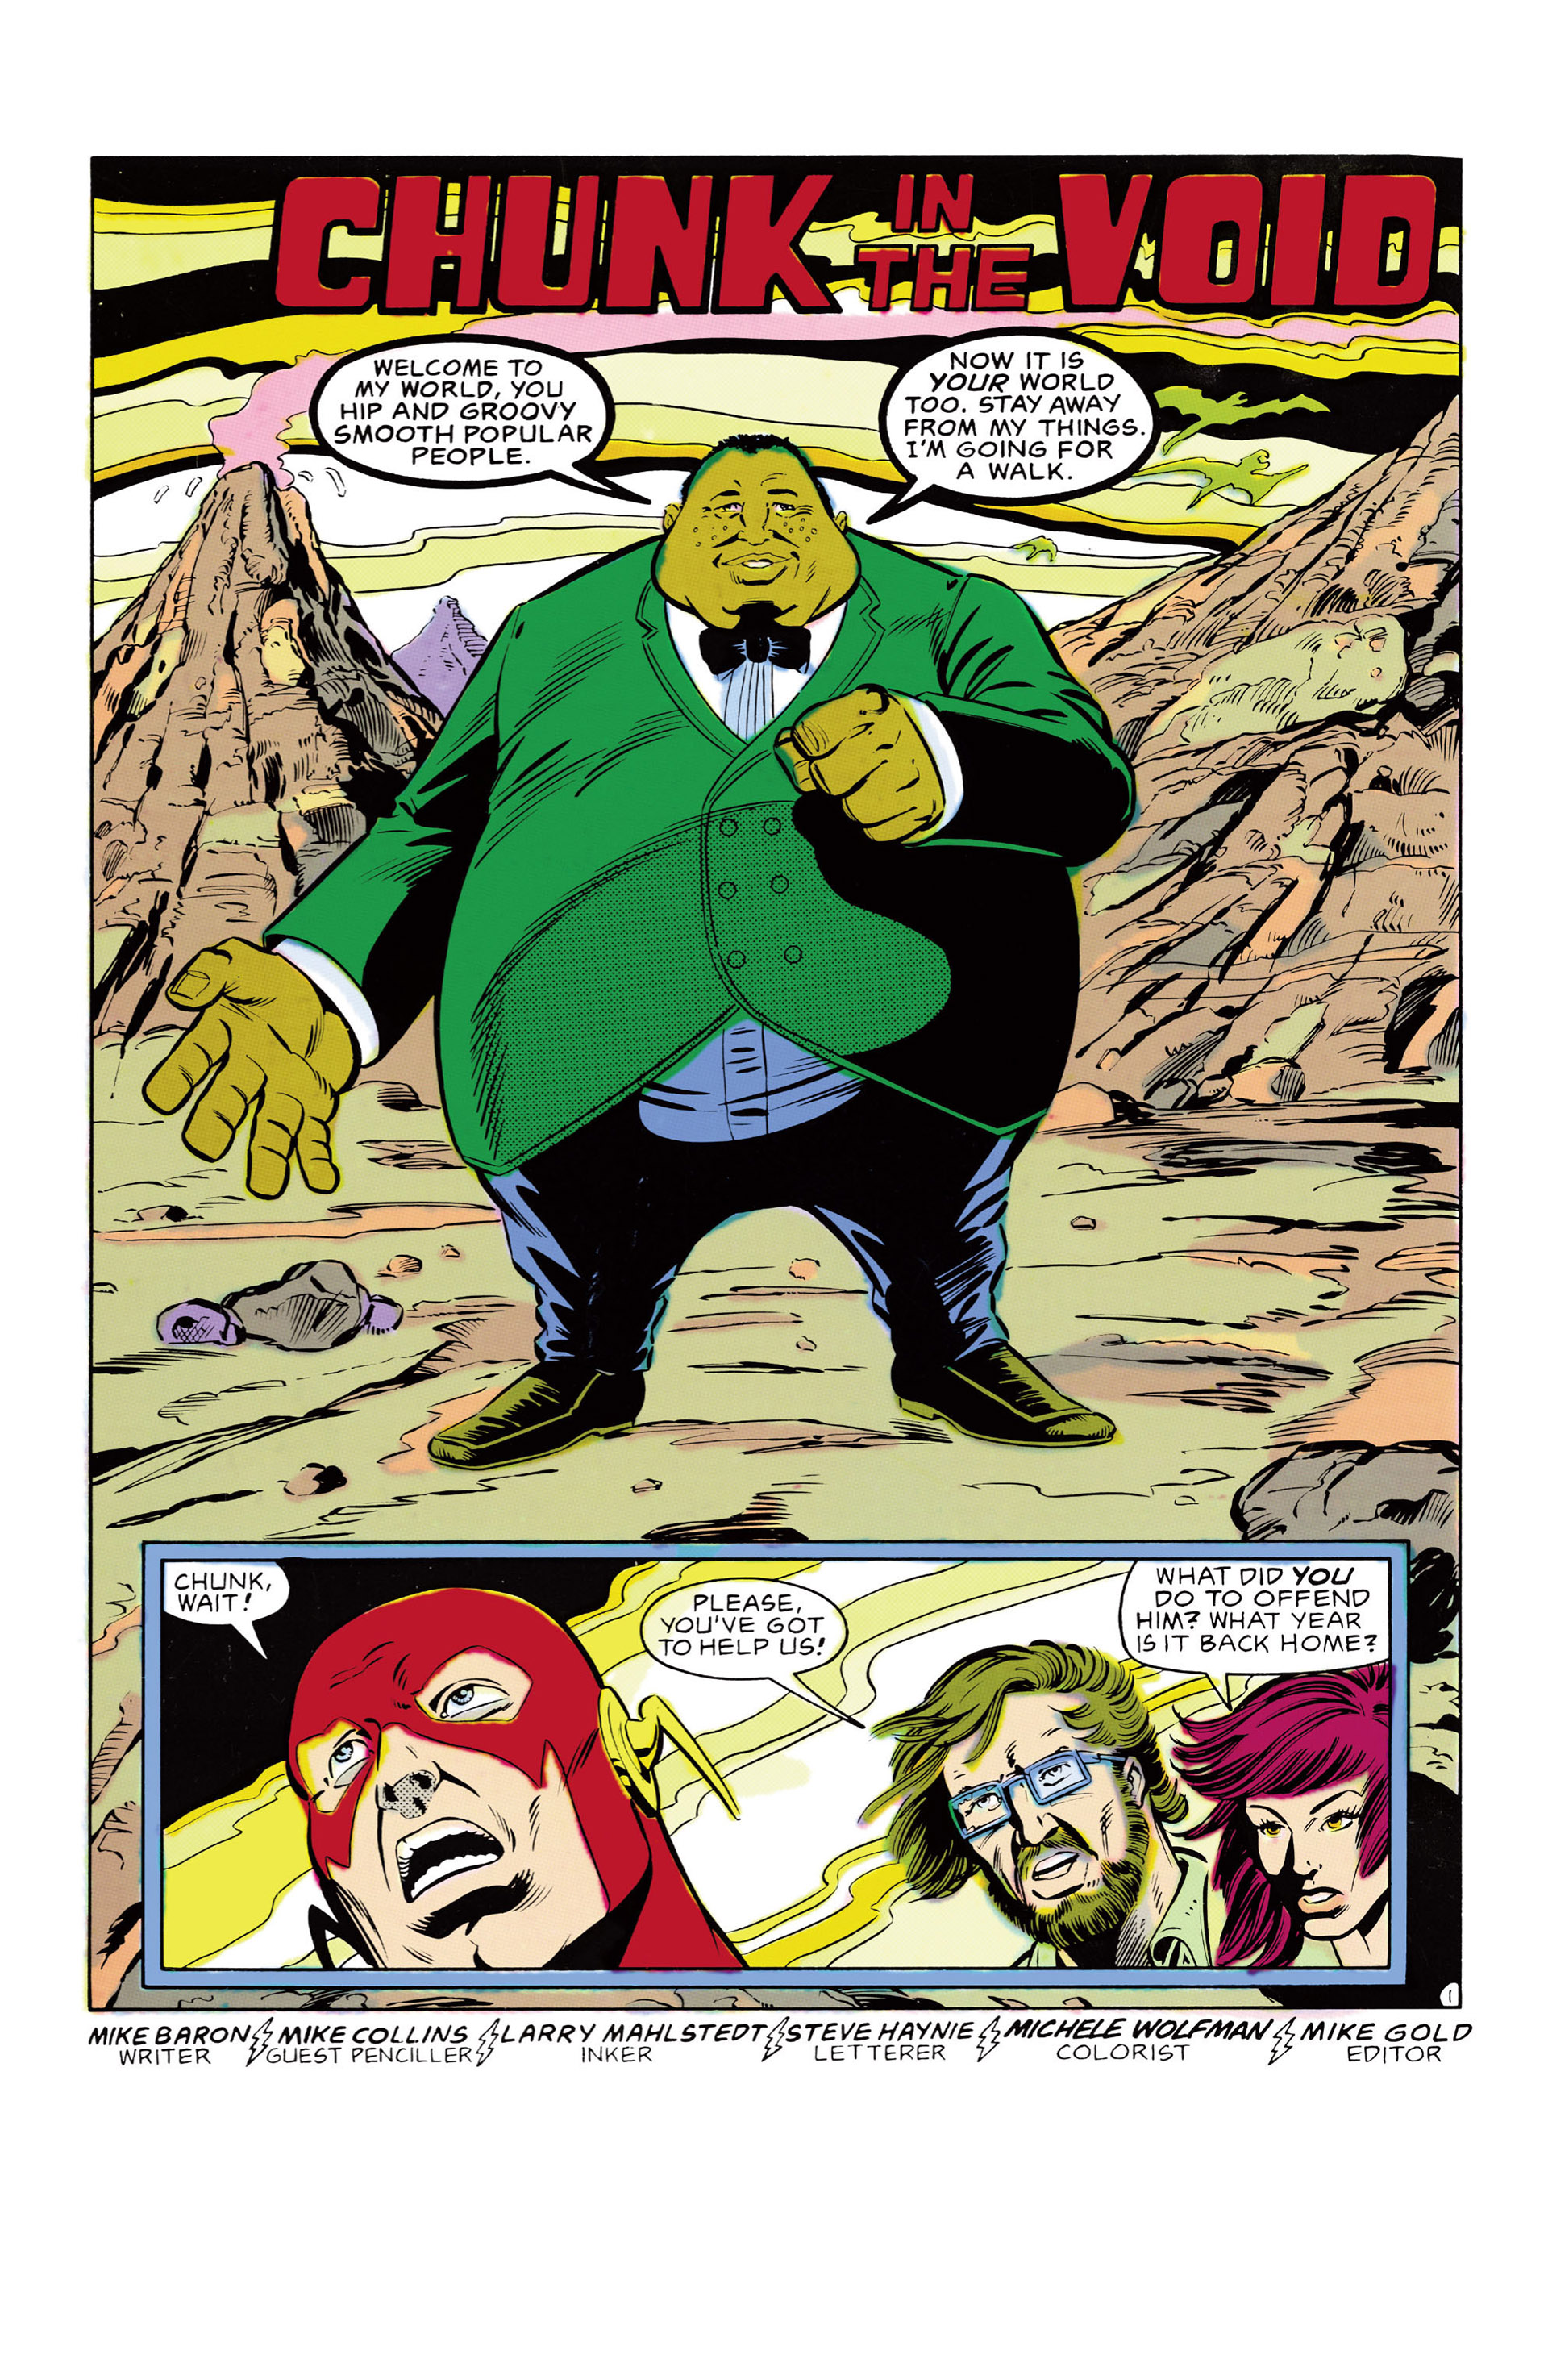 CHUNK IN THE VOID
WELCOME TO
MY WORLD, YOU
HIP AND GROOVY
SMOOTH POPULAR
PEOPLE.
NOW IT IS
YOUR WORLD
TOO. STAY AWAY
FROM MY THINGS.
I'M GOING FOR
A WALK.
CHUNK,
WAIT!
PLEASE,
YOU'VE GOT
TO HELP US!
WHAT DID YOU
DO TO OFFEND
HIM? WHAT YEAR
IS IT BACK HOME?
1
MIKE BARON MIKE COLLINS LARRY MAHLSTEDT STEVE HAYNIE MICHELE WOLFMAN MIKE GOLD
WRITER GUEST PENCILLER INKER LETTERER COLORIST EDITOR